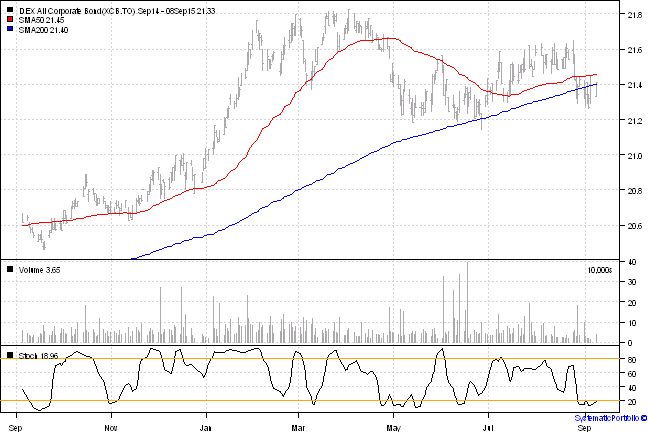 DEX All Corporate Bond(XCB.TO) Sep14 - 08Sep15 21.33
SMA50 21.45
SMA200 21.40
21.8
21.6
21.4
21.2
21.0
20.8
20.6
Volume 3.65
10,000s
40
30
20
10
0
Stoch 18.96
80
60
40
20
Sep Nov Jan Mar May Jul Sep
SystematicPortfolio ©